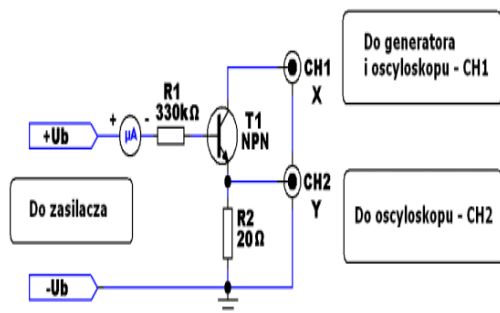 Do generatora
i oscyloskopu - CH1
CH1
X
R1
330kΩ
+ -
T1
NPN
+Ub
µA
CH2
Y
Do zasilacza
R2
20Ω
Do oscyloskopu - CH2
-Ub